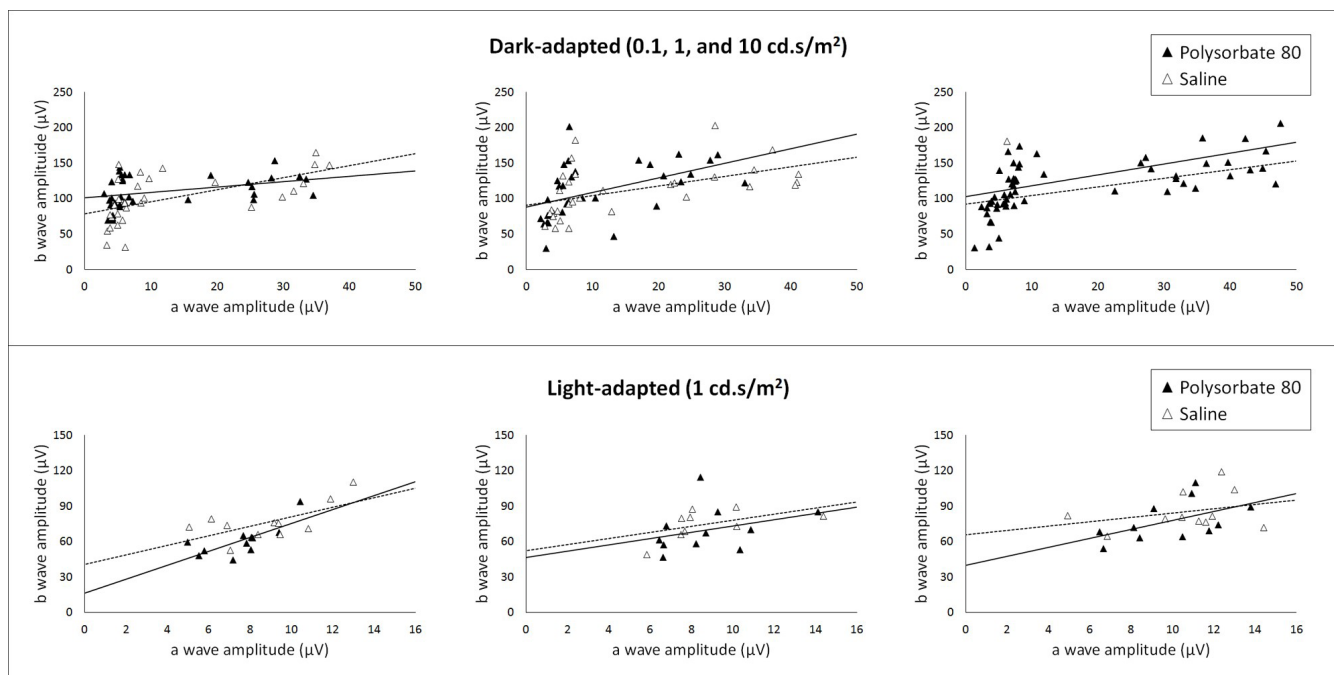 Dark-adapted (0.1, 1, and 10 cd.s/m²)
Polysorbate 80
Saline
b wave amplituide (µV)
250
200
150
100
50
0
0 10 20 30 40 50
a wave amplitude (µV)
b wave amplitude (µV)
250
200
150
100
50
0
0 10 20 30 40 50
a wave amplitude (µV)
b wave amplitude (µV)
250
200
150
100
50
0
0 10 20 30 40 50
a wave amplitude (µV)
Light-adapted (1 cd.s/m²)
Polysorbate 80
Saline
b wave amplitude (µV)
150
120
90
60
30
0
0 2 4 6 8 10 12 14 16
a wave amplitude (µV)
b wave amplitude (µV)
150
120
90
60
30
0
0 2 4 6 8 10 12 14 16
a wave amplitude (µV)
b wave amplitude (µV)
150
120
90
60
30
0
0 2 4 6 8 10 12 14 16
a wave amplitude (µV)